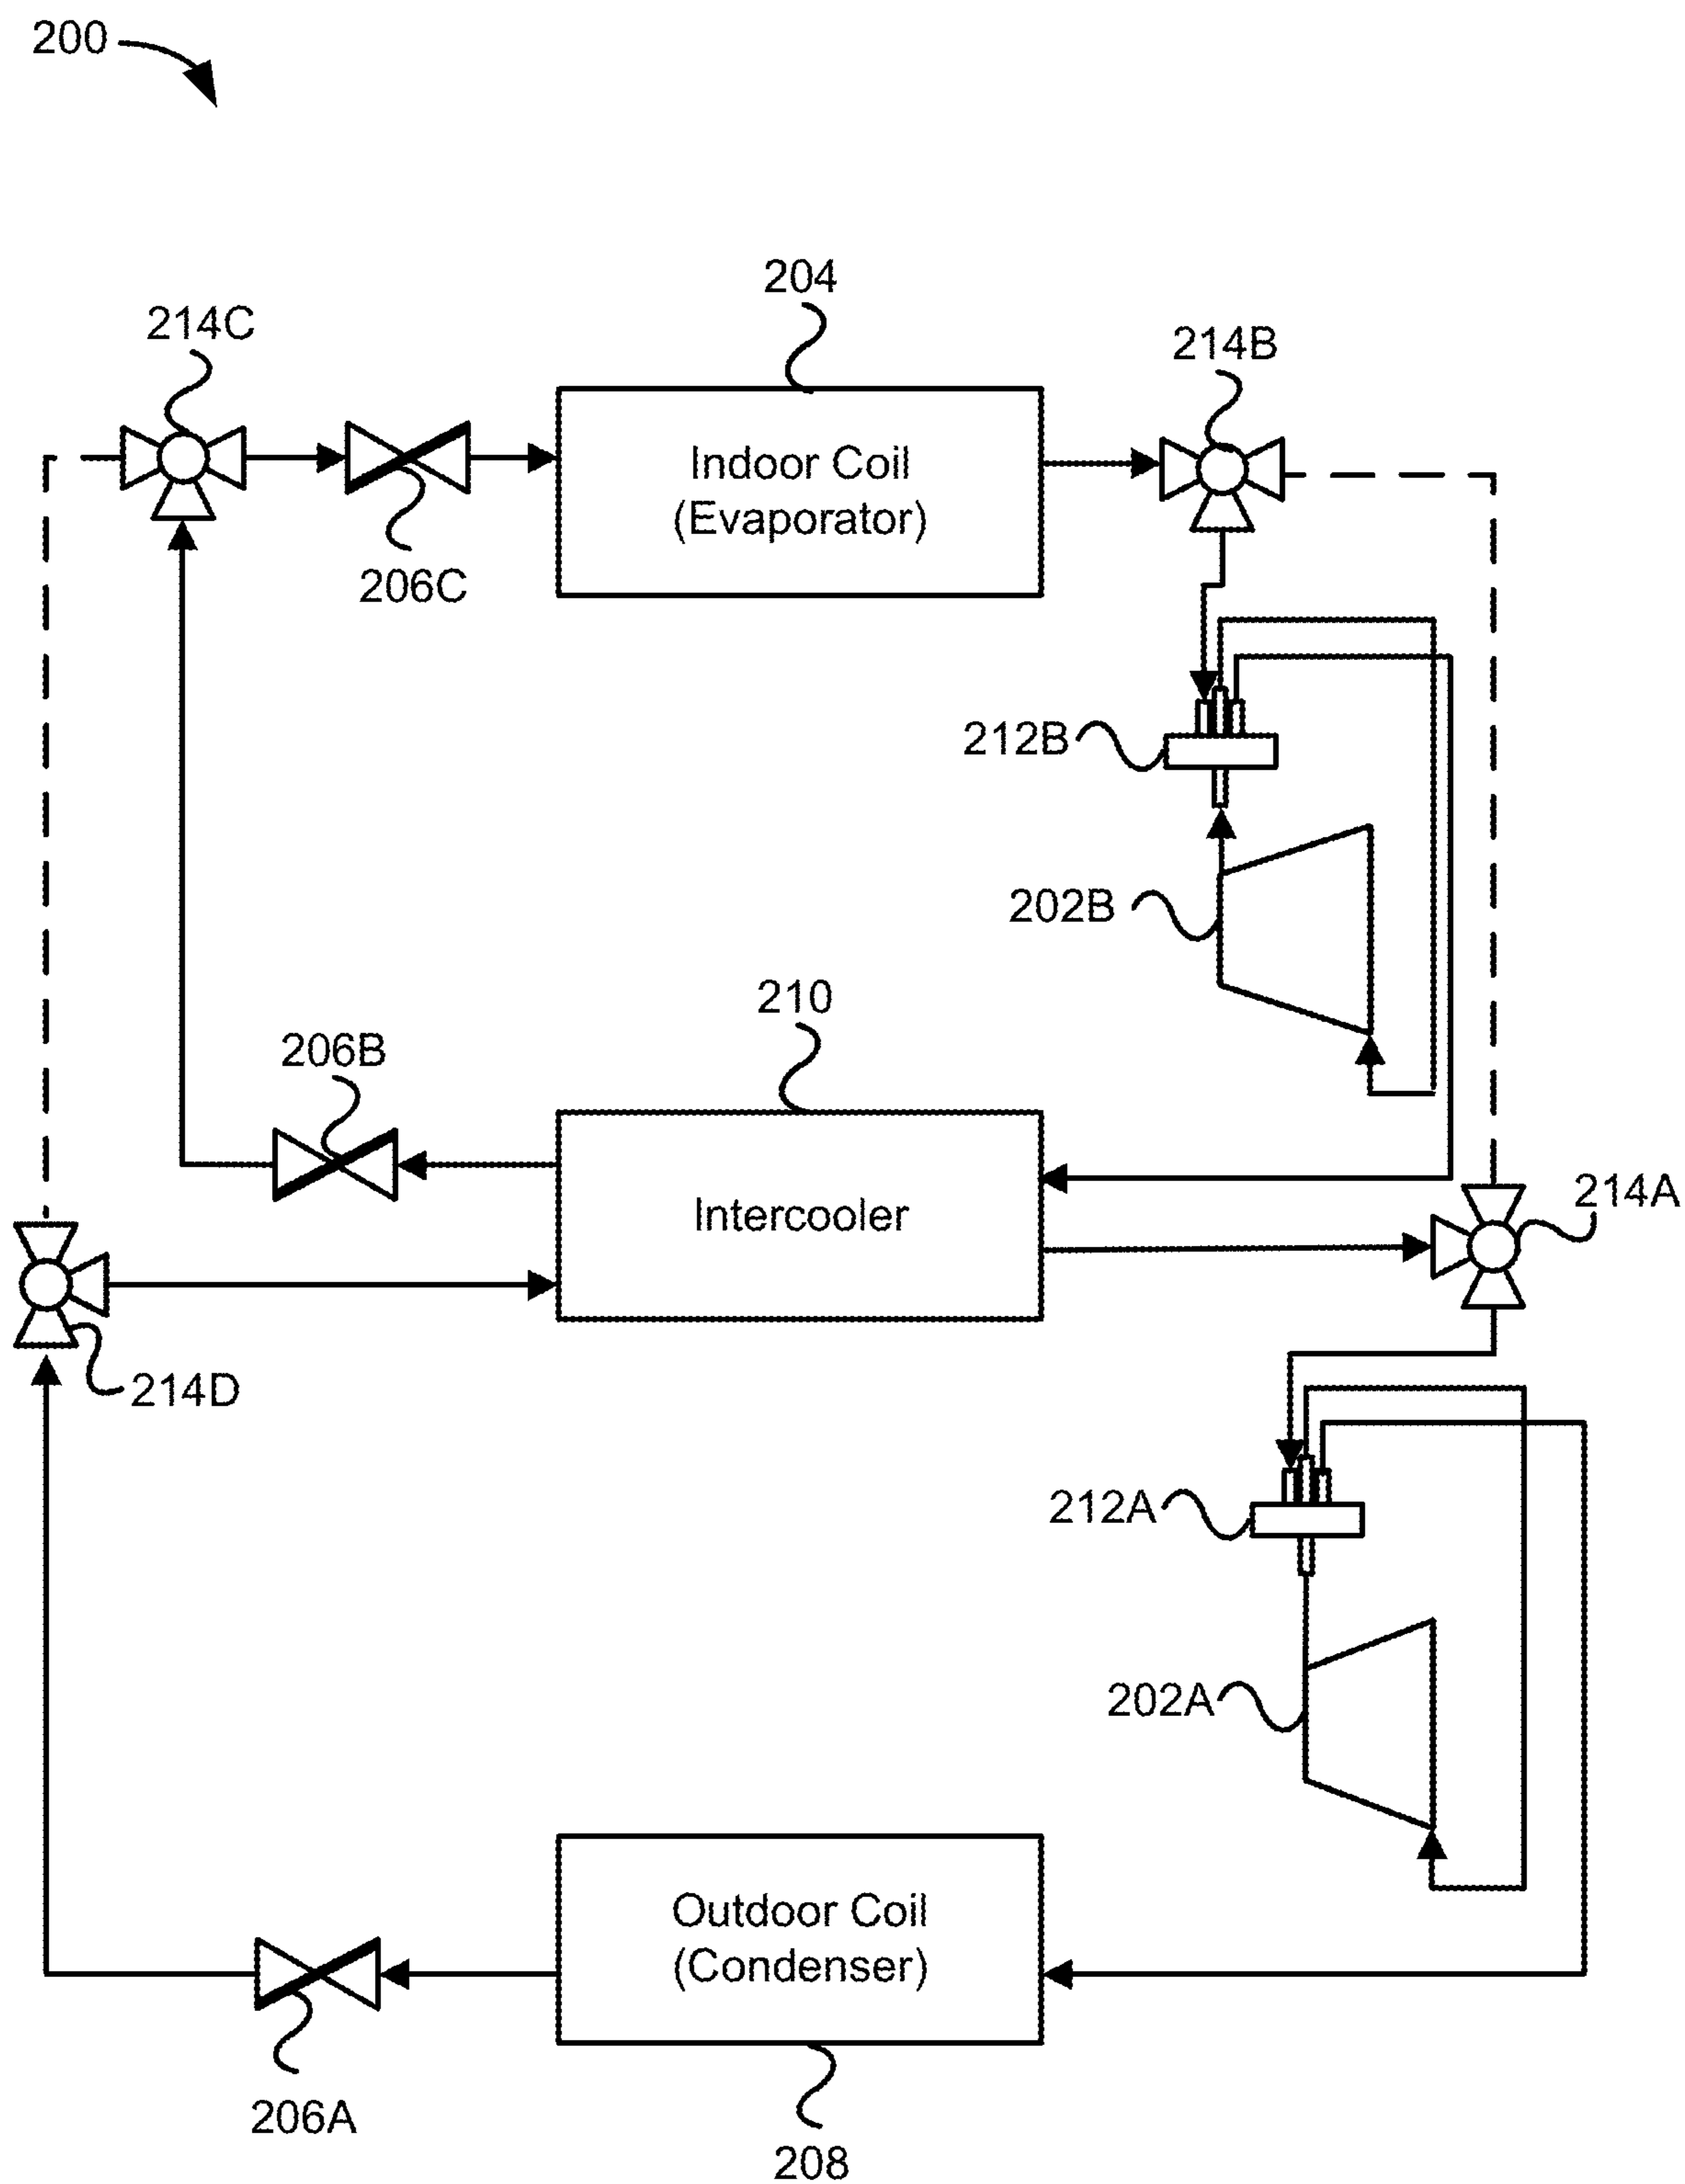 200
204
214C
214B
Indoor Coil
(Evaporator)
206C
212B
202B
210
206B
214A
Intercooler
214D
212A
202A
Outdoor Coil
(Condenser)
206A
208